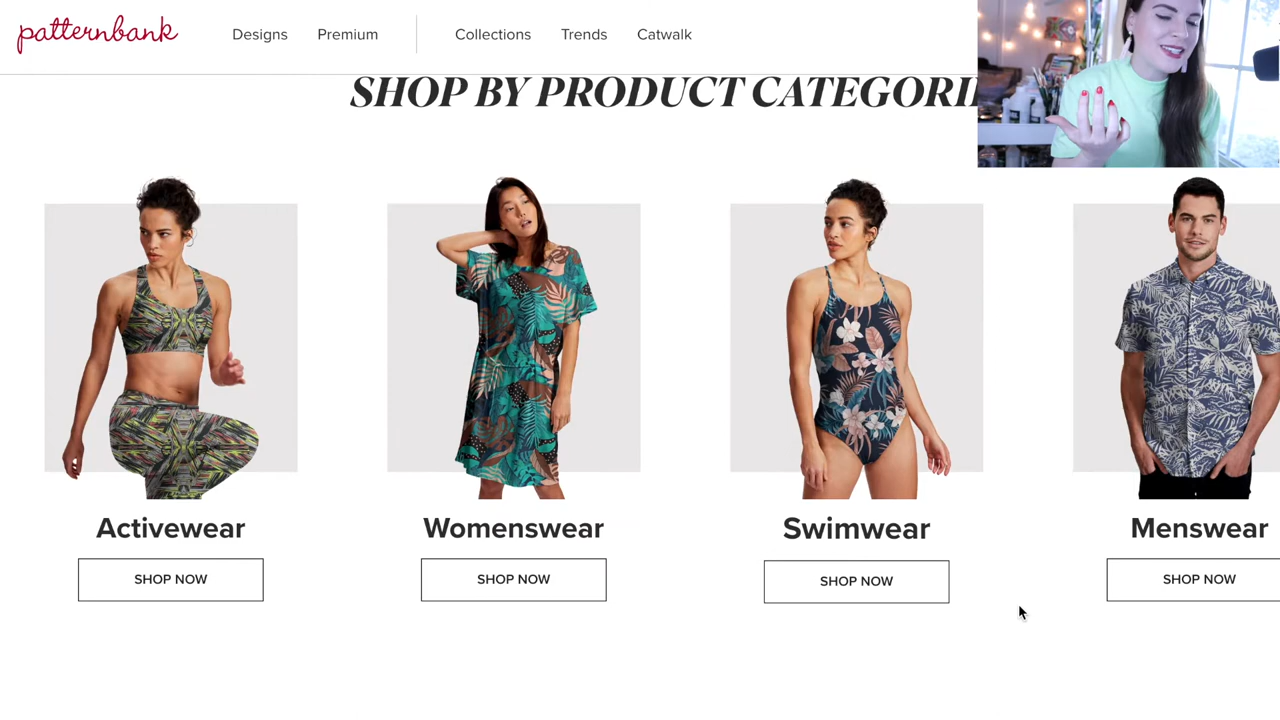 patternbank
Designs Premium Collections Trends Catwalk
SHOP BY PRODUCT
Activewear Womenswear Swimwear Menswear
SHOP NOW SHOP NOW SHOP NOW SHOP NOW